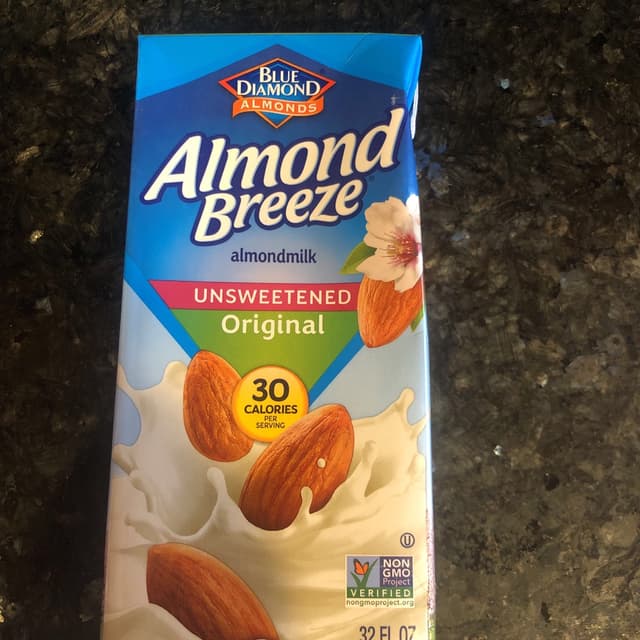 BLUE
DIAMOND
ALMONDS
Almond
Breeze
almondmilk
UNSWEETENED
Original
30
CALORIES
PER
SERVING
U
NON
GMO
Project
VERIFIED
nongmoproject.org
32 FL OZ